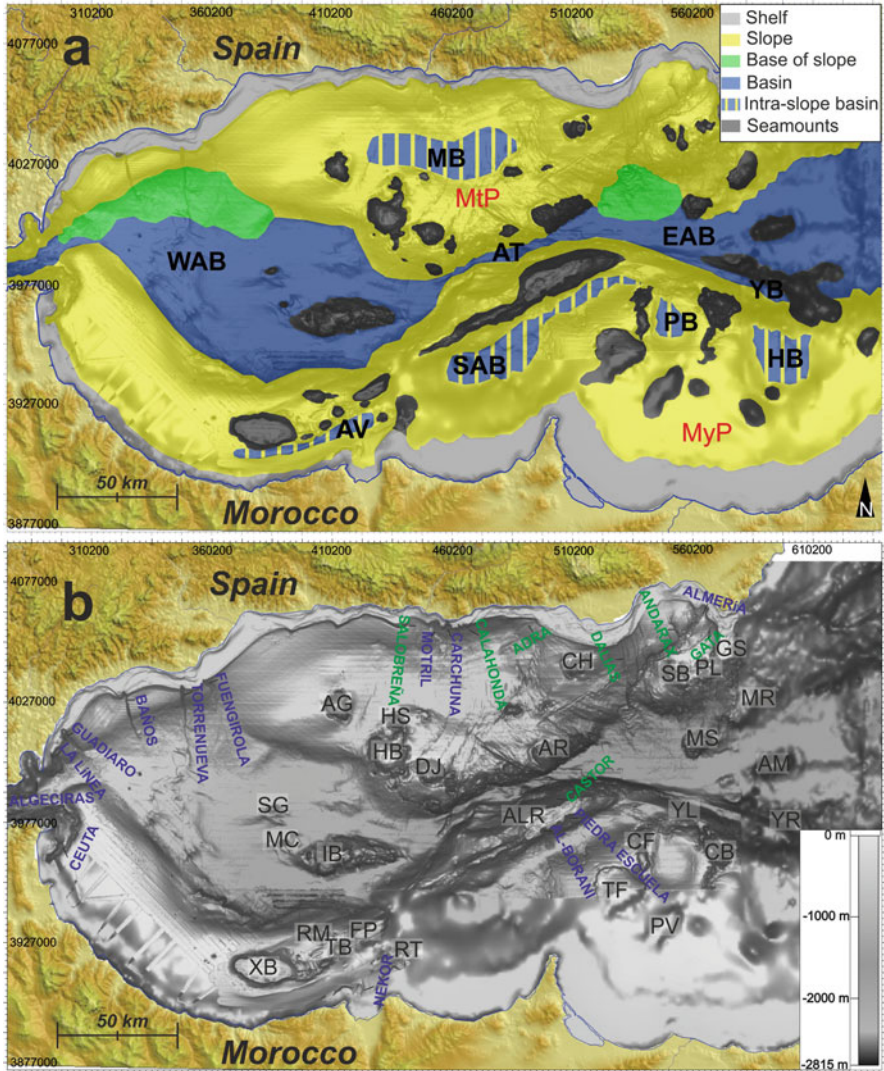 310200 360200 410200 460200 510200 560200
a
Spain
Shelf
Slope
Base of slope
Basin
Intra-slope basin
Seamounts
4077000
4027000
3977000
3927000
3877000
MB
MtP
WAB
AT
EAB
YB
PB
SAB
HB
AV
MyP
50 km
Morocco
N
310200 360200 410200 460200 510200 560200 610200
b
Spain
4077000
4027000
3977000
3927000
3877000
ALMERÍA
ANDARAX
GATA
GS
SALOBREÑA
MOTRIL
CARCHUNA
CALAHONDA
ADRA
DALÍAS
CH
SB
PL
FUENGIROLA
TORRENUEVA
BAÑOS
GUADIARO
LA LINEA
ALGECIRAS
CEUTA
AG
HS
HB
DJ
AR
MR
MS
AM
CASTOR
SG
MC
IB
ALR
YL
YR
PIEDRA ESCUELA
AL-BORANI
CF
CB
TF
PV
RM
FP
TB
RT
XB
NEKOR
0 m
-1000 m
-2000 m
-2815 m
50 km
Morocco